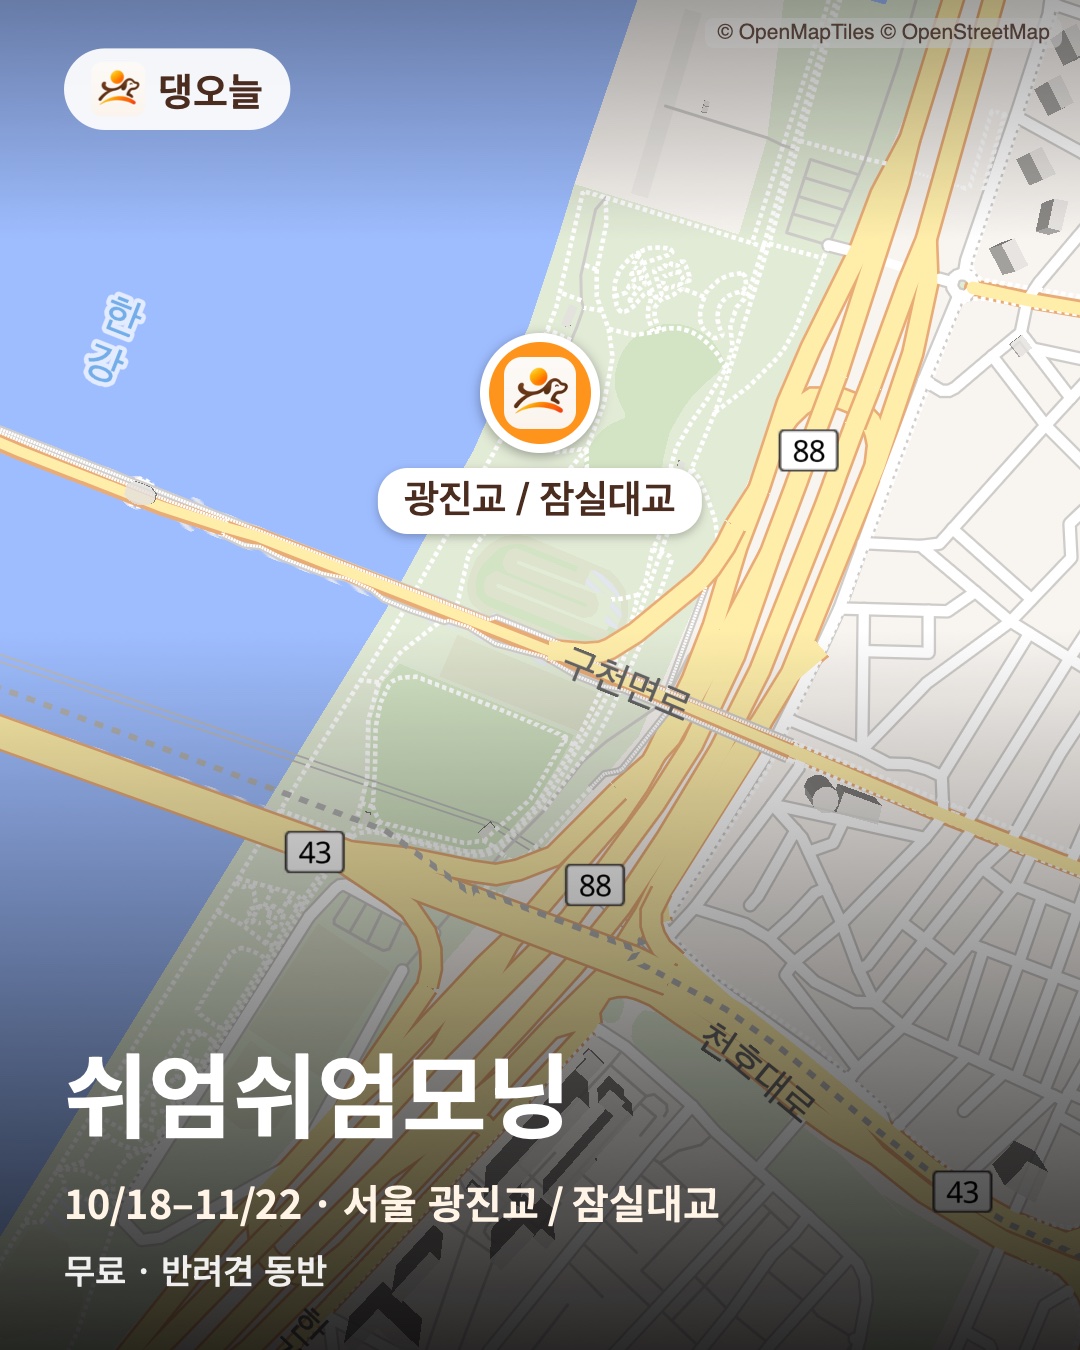 © OpenMapTiles © OpenStreetMap
댕오늘
한강
88
광진교 / 잠실대교
구천면로
43
88
천호대로
쉬엄쉬엄모닝
43
10/18–11/22 · 서울 광진교 / 잠실대교
무료 · 반려견 동반